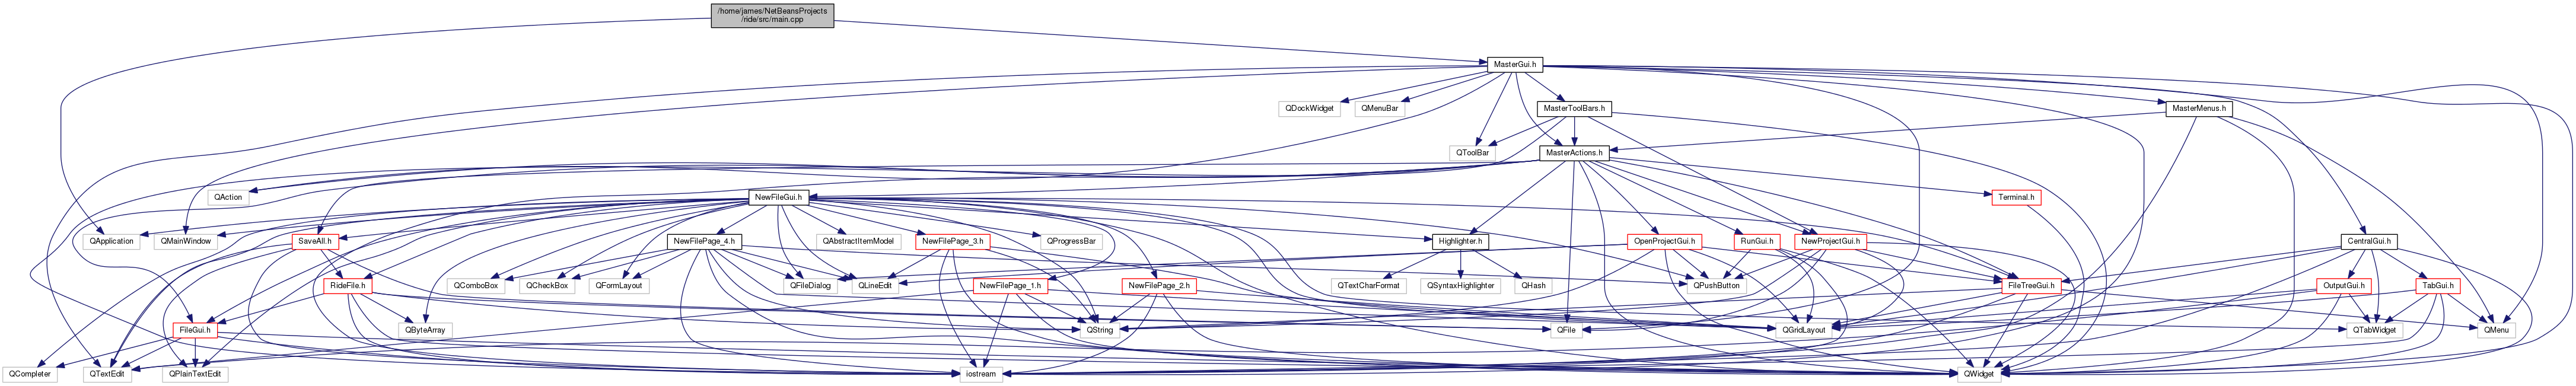 /home/james/NetBeansProjects
/ride/src/main.cpp
MasterGui.h
QDockWidget
QMenuBar
MasterToolBars.h
MasterMenus.h
QToolBar
MasterActions.h
QAction
NewFileGui.h
Terminal.h
QApplication
QMainWindow
SaveAll.h
NewFilePage_4.h
QAbstractItemModel
NewFilePage_3.h
QProgressBar
Highlighter.h
OpenProjectGui.h
RunGui.h
NewProjectGui.h
CentralGui.h
RideFile.h
QComboBox
QCheckBox
QFormLayout
QFileDialog
QLineEdit
NewFilePage_1.h
NewFilePage_2.h
QTextCharFormat
QSyntaxHighlighter
QHash
QPushButton
FileTreeGui.h
OutputGui.h
TabGui.h
FileGui.h
QByteArray
QString
QFile
QGridLayout
QTabWidget
QMenu
QCompleter
QTextEdit
QPlainTextEdit
iostream
QWidget